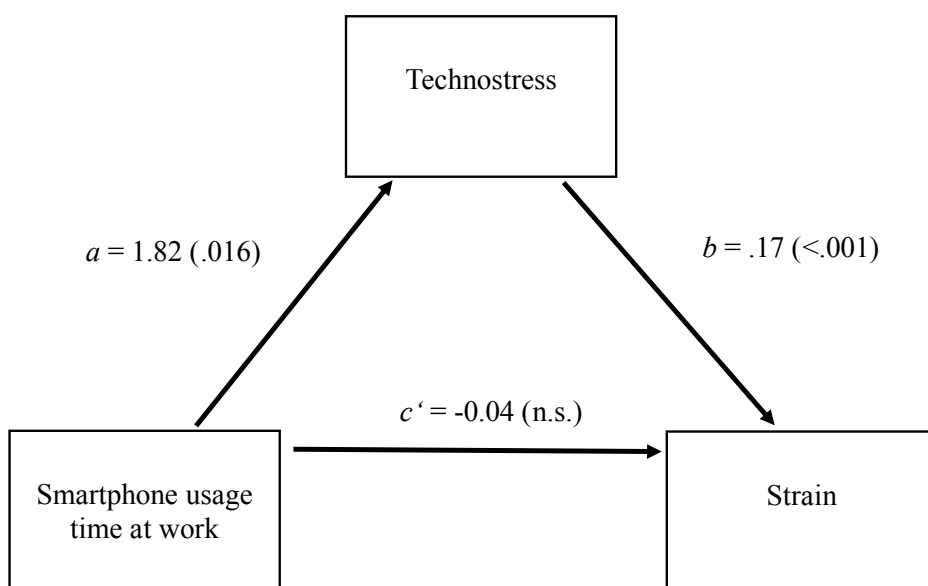 Technostress
a = 1.82 (.016)
b = .17 (<.001)
c‘ = -0.04 (n.s.)
Smartphone usage
time at work
Strain